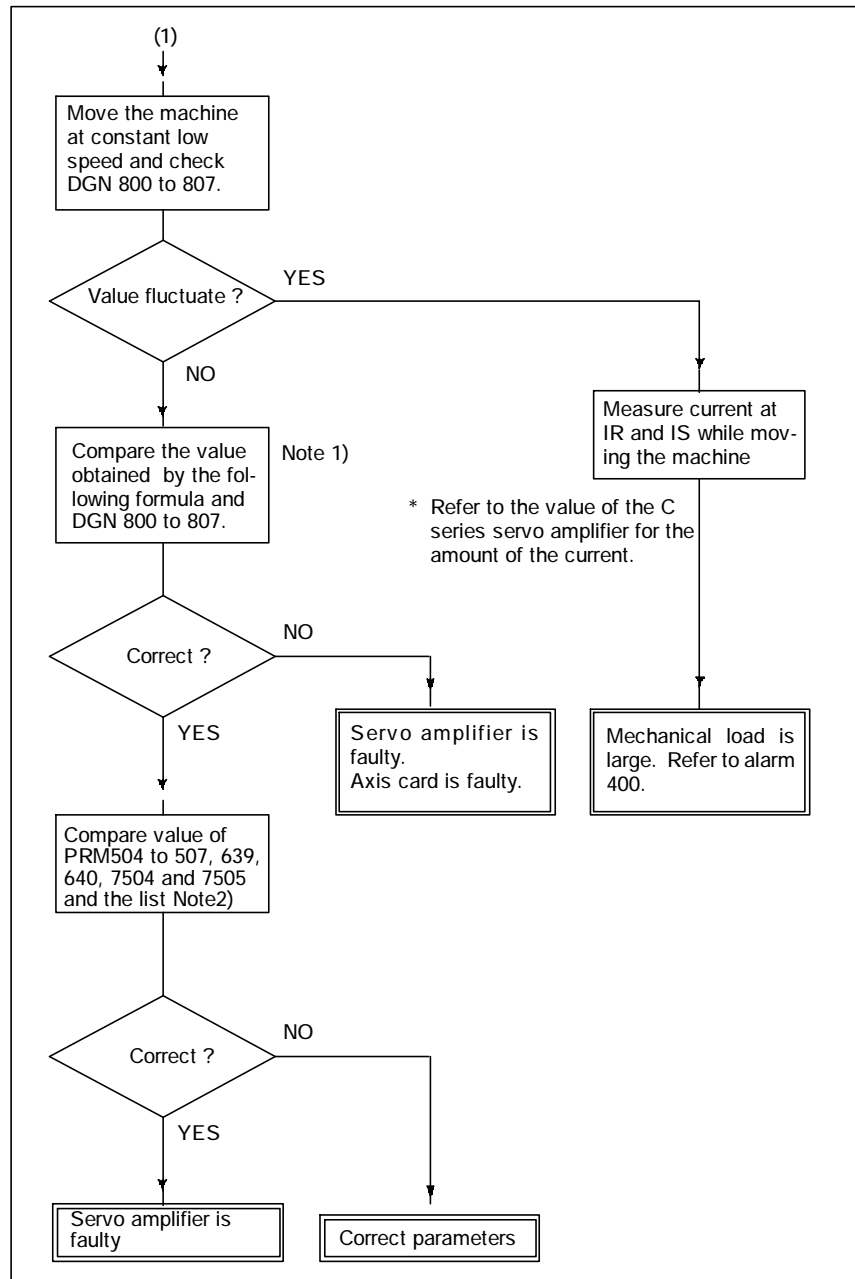 (1)
Move the machine
at constant low
speed and check
DGN 800 to 807.
Value fluctuate ?
YES
NO
Measure current at
IR and IS while mov-
ing the machine
Compare the value
obtained by the fol-
lowing formula and
DGN 800 to 807.
Note 1)
* Refer to the value of the C
series servo amplifier for the
amount of the current.
Correct ?
NO
YES
Servo amplifier is
faulty.
Axis card is faulty.
Mechanical load is
large. Refer to alarm
400.
Compare value of
PRM504 to 507, 639,
640, 7504 and 7505
and the list Note2)
Correct ?
NO
YES
Servo amplifier is
faulty
Correct parameters